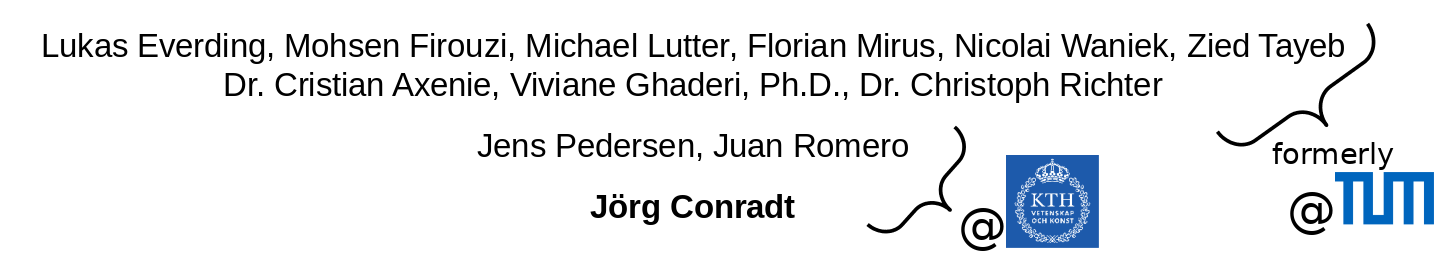 Lukas Everding, Mohsen Firouzi, Michael Lutter, Florian Mirus, Nicolai Waniek, Zied Tayeb
Dr. Cristian Axenie, Viviane Ghaderi, Ph.D., Dr. Christoph Richter
Jens Pedersen, Juan Romero
formerly
@ TUM
Jörg Conradt
@
KTH
VETENSKAP
OCH KONST